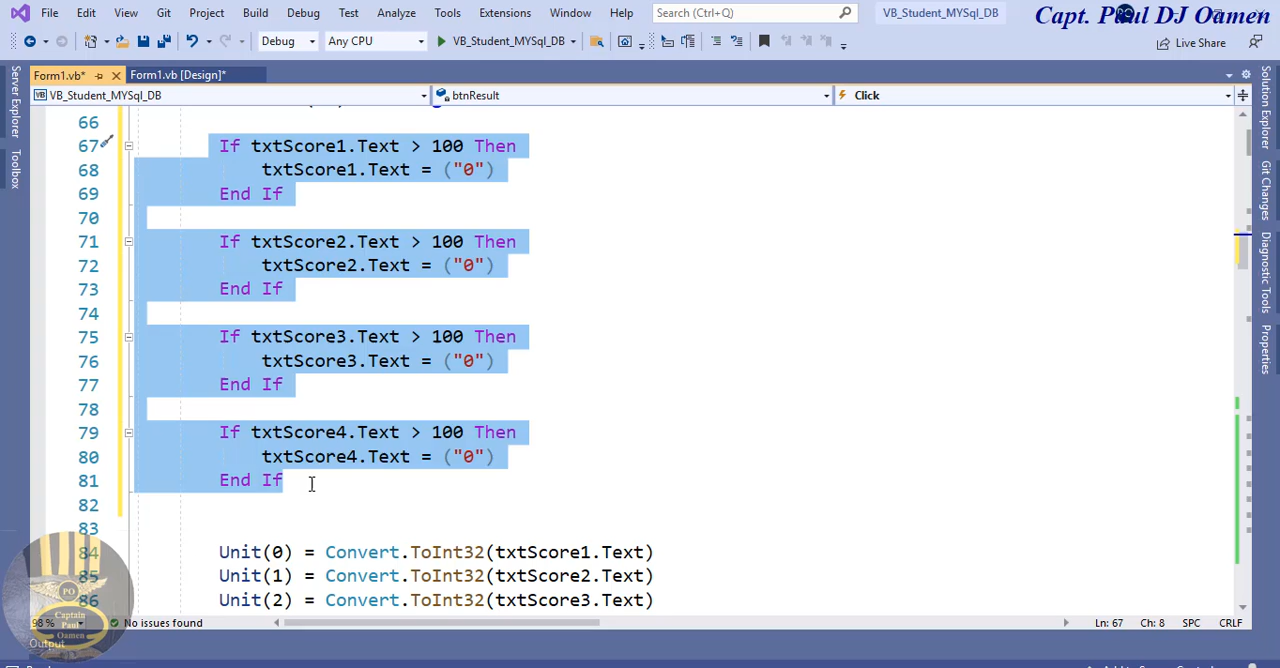 File Edit View Git Project Build Debug Test Analyze Tools Extensions Window Help Search (Ctrl+Q) VB_Student_MYSql_DB
Capt. Paul DJ Oamen
Debug Any CPU VB_Student_MYSql_DB Live Share
Form1.vb* Form1.vb [Design]*
VB_Student_MYSql_DB btnResult Click
Server Explorer
Toolbox
Solution Explorer
Git Changes
Diagnostic Tools
Properties
66
67 If txtScore1.Text > 100 Then
68 txtScore1.Text = ("0")
69 End If
70
71 If txtScore2.Text > 100 Then
72 txtScore2.Text = ("0")
73 End If
74
75 If txtScore3.Text > 100 Then
76 txtScore3.Text = ("0")
77 End If
78
79 If txtScore4.Text > 100 Then
80 txtScore4.Text = ("0")
81 End If
82
83
84 Unit(0) = Convert.ToInt32(txtScore1.Text)
85 Unit(1) = Convert.ToInt32(txtScore2.Text)
86 Unit(2) = Convert.ToInt32(txtScore3.Text)
PO
Captain
Paul
Oamen
98 % No issues found Ln: 67 Ch: 8 SPC CRLF
Output